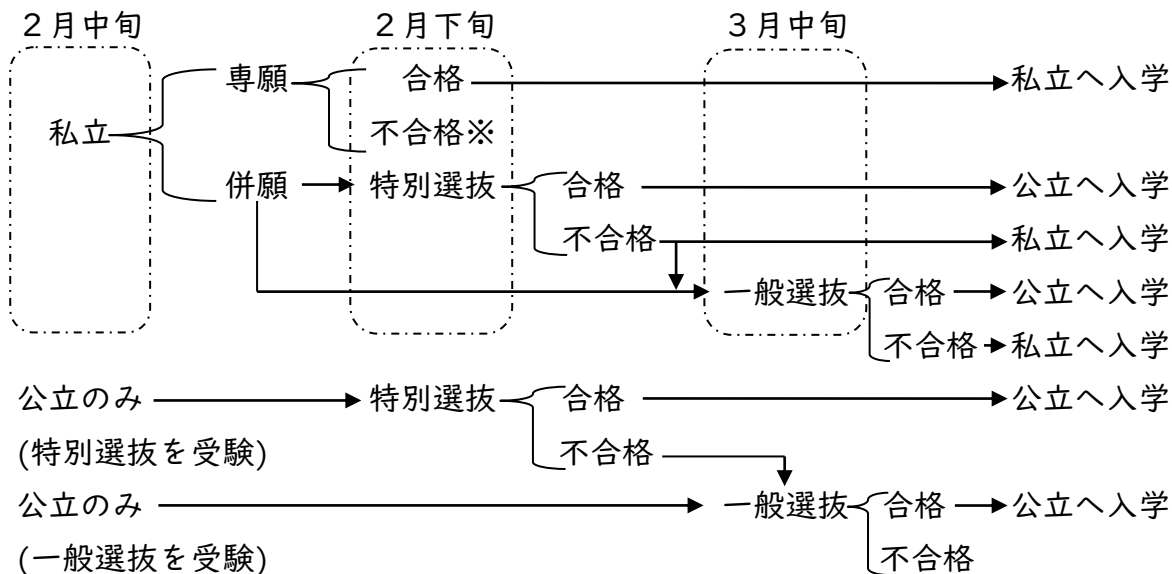 ２月中旬 ２月下旬 ３月中旬
専願 合格 私立へ入学
私立 不合格※
併願 特別選抜 合格 公立へ入学
不合格 私立へ入学
一般選抜 合格 公立へ入学
不合格 私立へ入学
公立のみ 特別選抜 合格 公立へ入学
(特別選抜を受験) 不合格
公立のみ 一般選抜 合格 公立へ入学
(一般選抜を受験) 不合格